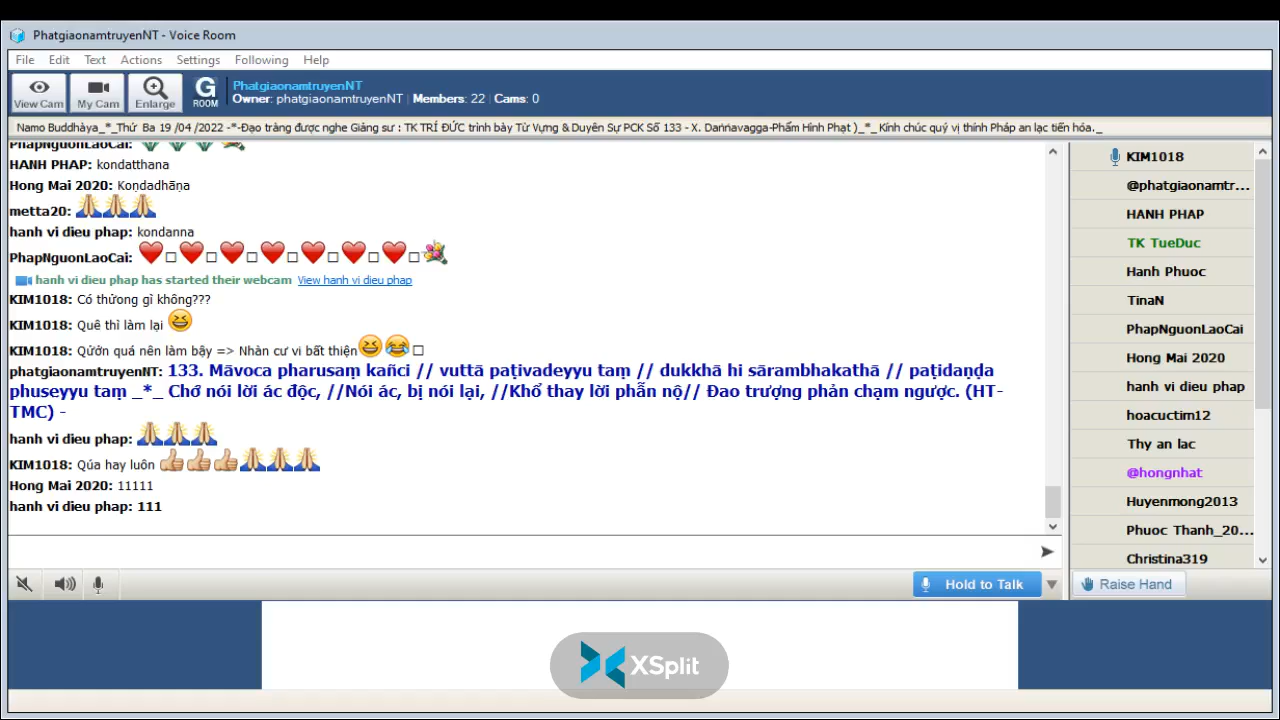 PhatgiaonamtruyenNT - Voice Room
File Edit Text Actions Settings Following Help
View Cam My Cam Enlarge G ROOM
PhatgiaonamtruyenNT
Owner: phatgiaonamtruyenNT | Members: 22 | Cams: 0
Namo Buddhàya_*_Thứ Ba 19 /04 /2022 -*-Đạo tràng được nghe Giảng sư : TK TRÍ ĐỨC trình bày Từ Vựng & Duyên Sự PCK Số 133 - X. Daṇṇavagga-Phẩm Hình Phạt )_*_ Kính chúc quý vị thính Pháp an lạc tiến hóa._
PhapNguonLaoCai:
HANH PHAP: kondatthana
Hong Mai 2020: Koṇdadhāṇa
metta20:
hanh vi dieu phap: kondanna
PhapNguonLaoCai:
hanh vi dieu phap has started their webcam View hanh vi dieu phap
KIM1018: Có thửơng gì không???
KIM1018: Quê thì làm lại
KIM1018: Qửởn quá nên làm bậy => Nhàn cư vi bất thiện
phatgiaonamtruyenNT: 133. Māvoca pharusaṃ kañci // vuttā paṭivadeyyu taṃ // dukkhā hi sārambhakathā // paṭidaṇḍa
phuseyyu taṃ _*_ Chớ nói lời ác độc, //Nói ác, bị nói lại, //Khổ thay lời phẫn nộ// Đao trượng phản chạm ngược. (HT-
TMC) -
hanh vi dieu phap:
KIM1018: Qúa hay luôn
Hong Mai 2020: 11111
hanh vi dieu phap: 111
Hold to Talk
KIM1018
@phatgiaonamtr...
HANH PHAP
TK TueDuc
Hanh Phuoc
TinaN
PhapNguonLaoCai
Hong Mai 2020
hanh vi dieu phap
hoacuctim12
Thy an lac
@hongnhat
Huyenmong2013
Phuoc Thanh_20...
Christina319
Raise Hand
XSplit